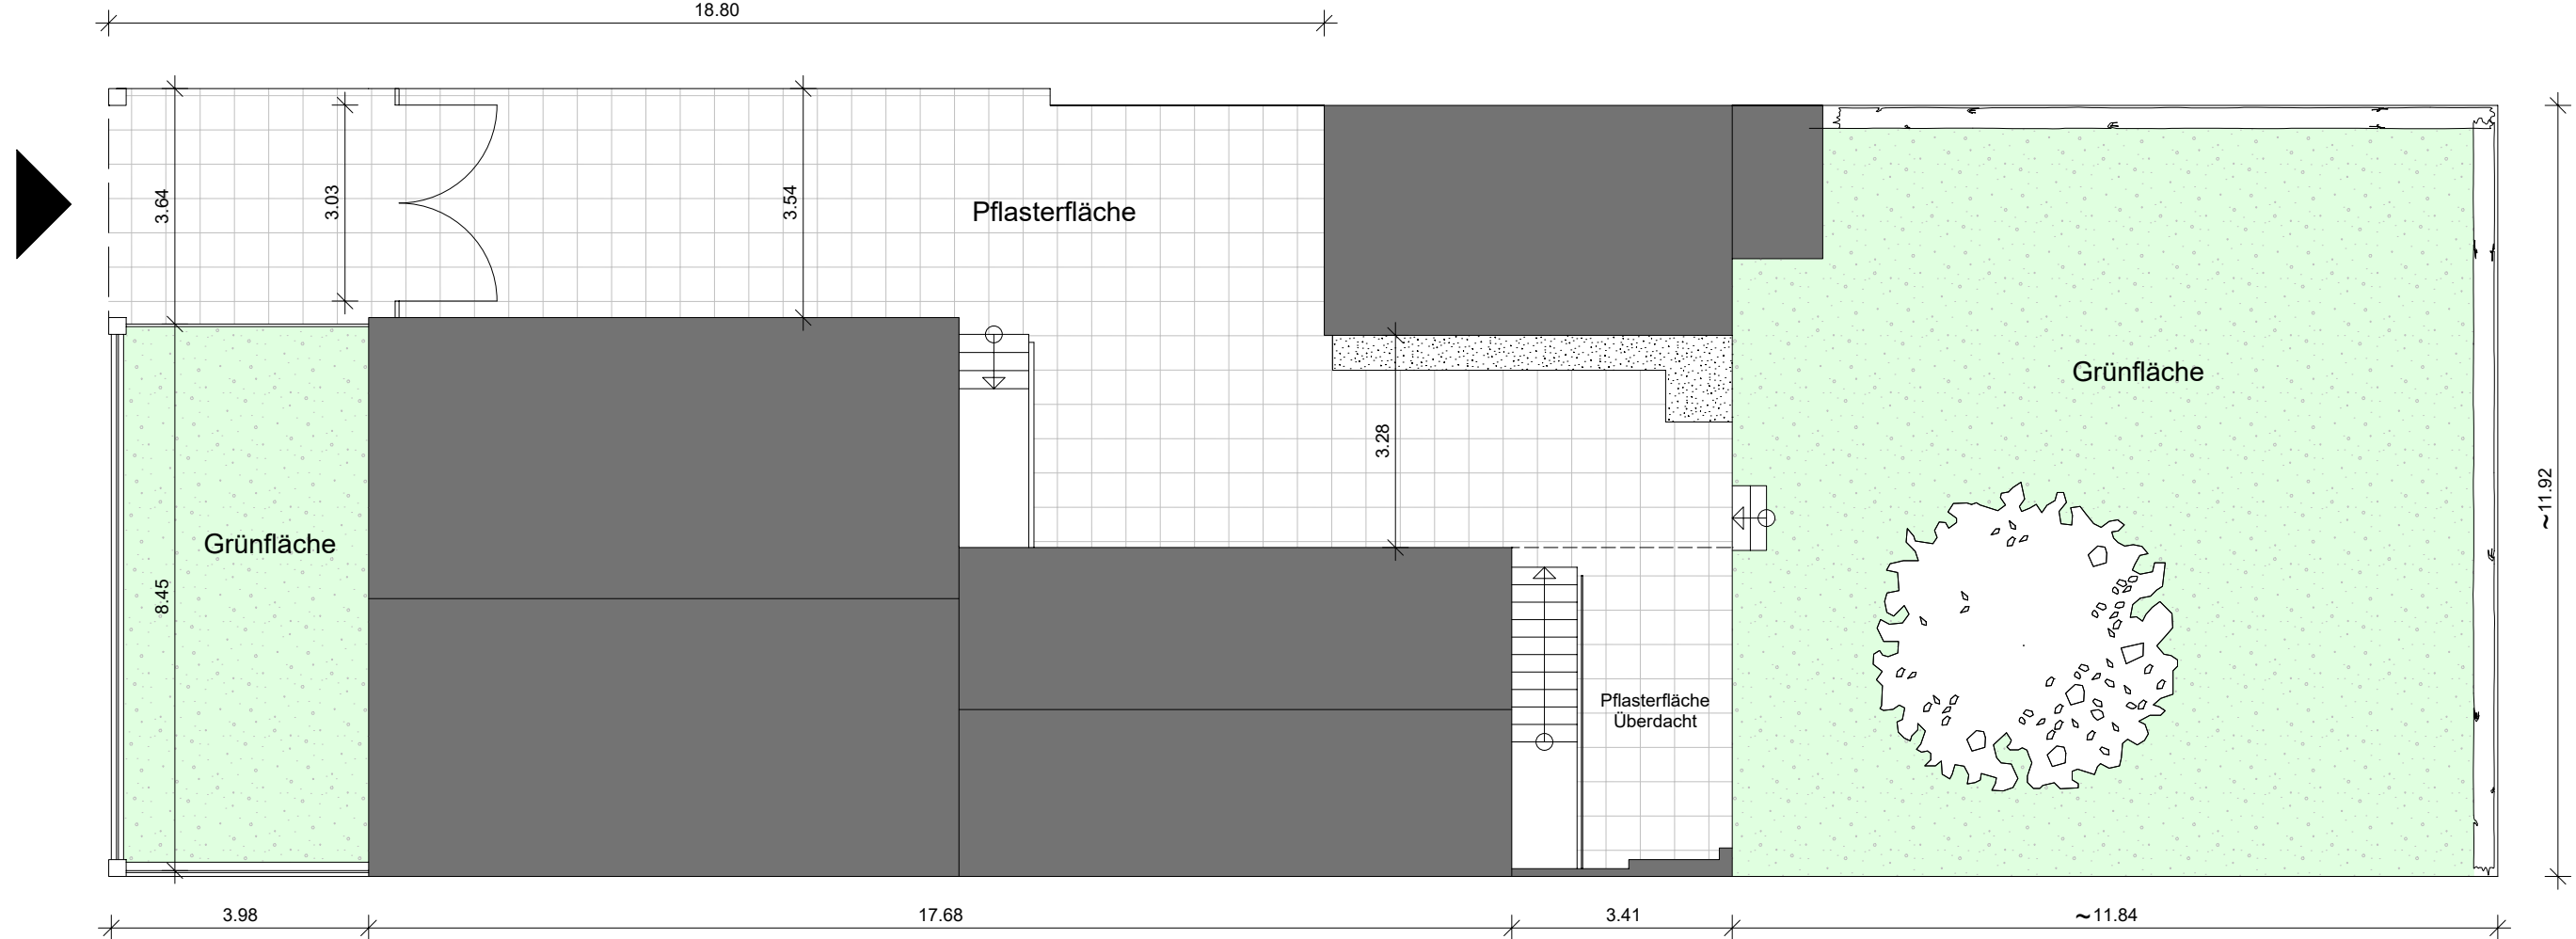 18.80
3.64
3.03
3.54
Pflasterfläche
Grünfläche
3.28
~11.92
Grünfläche
8.45
Pflasterfläche
Überdacht
3.98
17.68
3.41
~11.84